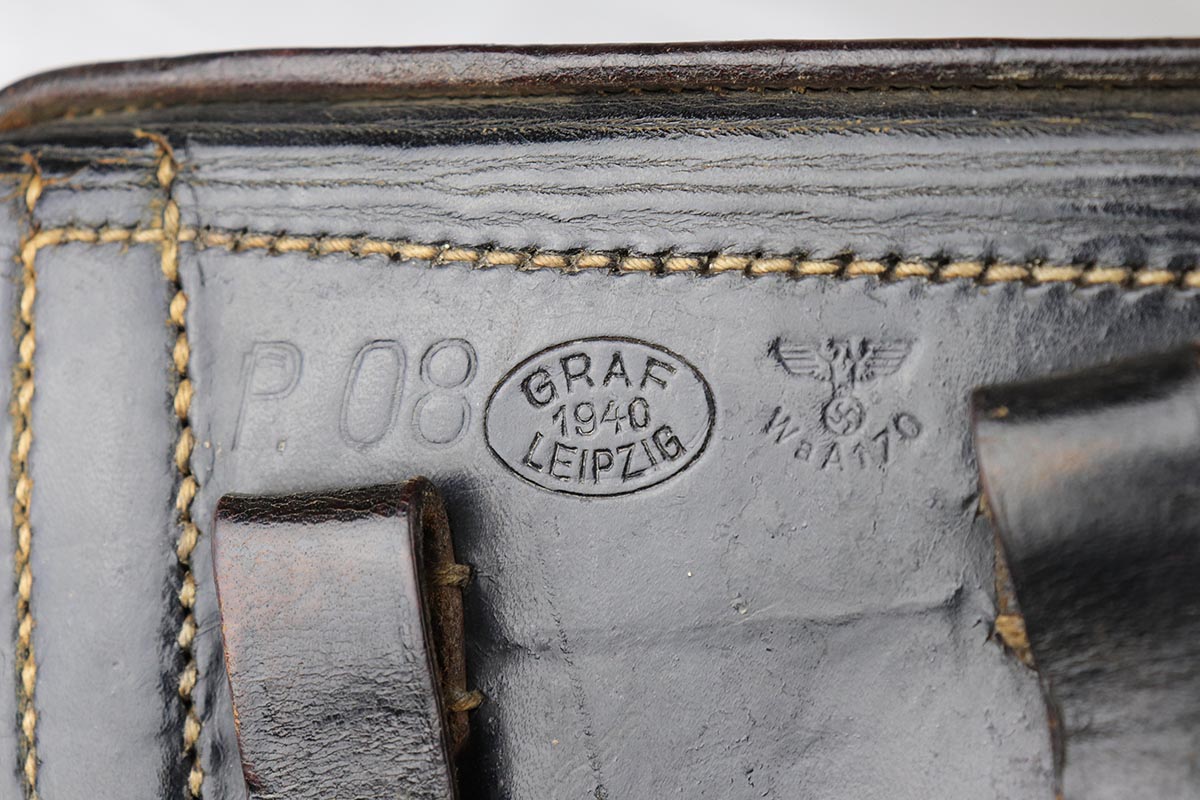 P. 08
GRAF
1940
LEIPZIG
WaA170